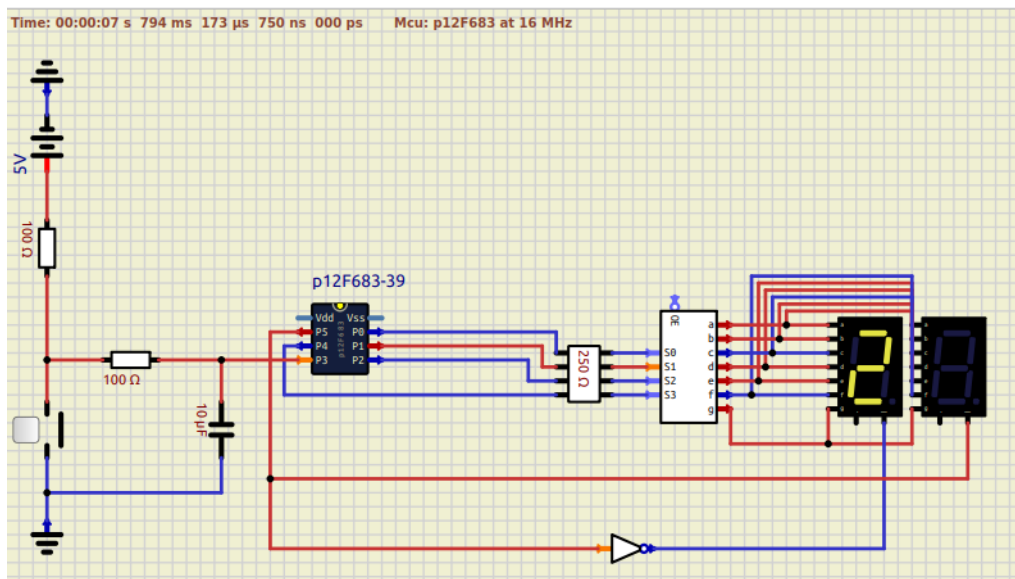 Time: 00:00:07 s 794 ms 173 µs 750 ns 000 ps Mcu: p12F683 at 16 MHz
5V
100 Ω
p12F683-39
Vdd Vss
P5 P0
P4 P1
P3 P2
p12F683
100 Ω
10 µF
250 Ω
OE
S0
S1
S2
S3
a
b
c
d
e
f
g
a
b
c
d
e
f
g
2
a
b
c
d
e
f
g